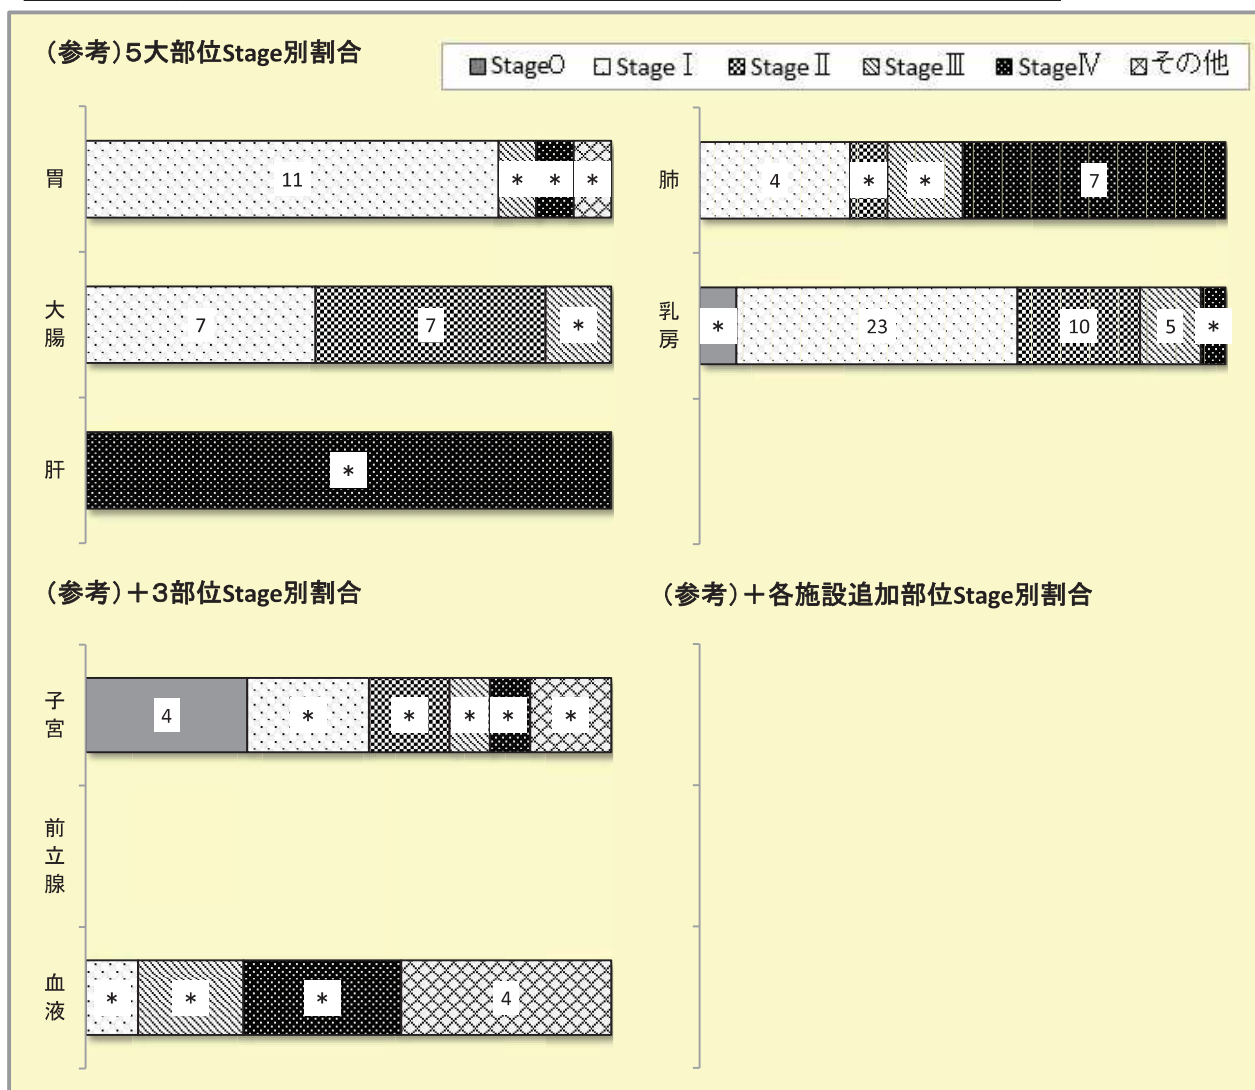 (参考)5大部位Stage別割合
Stage0 StageⅠ StageⅡ StageⅢ StageⅣ その他
胃 11 * * *
大腸 7 7 *
肝 *
肺 4 * * 7
乳房 * 23 10 5 *
(参考)+3部位Stage別割合
子宮 4 * * * * *
前立腺
血液 * * * 4
(参考)+各施設追加部位Stage別割合